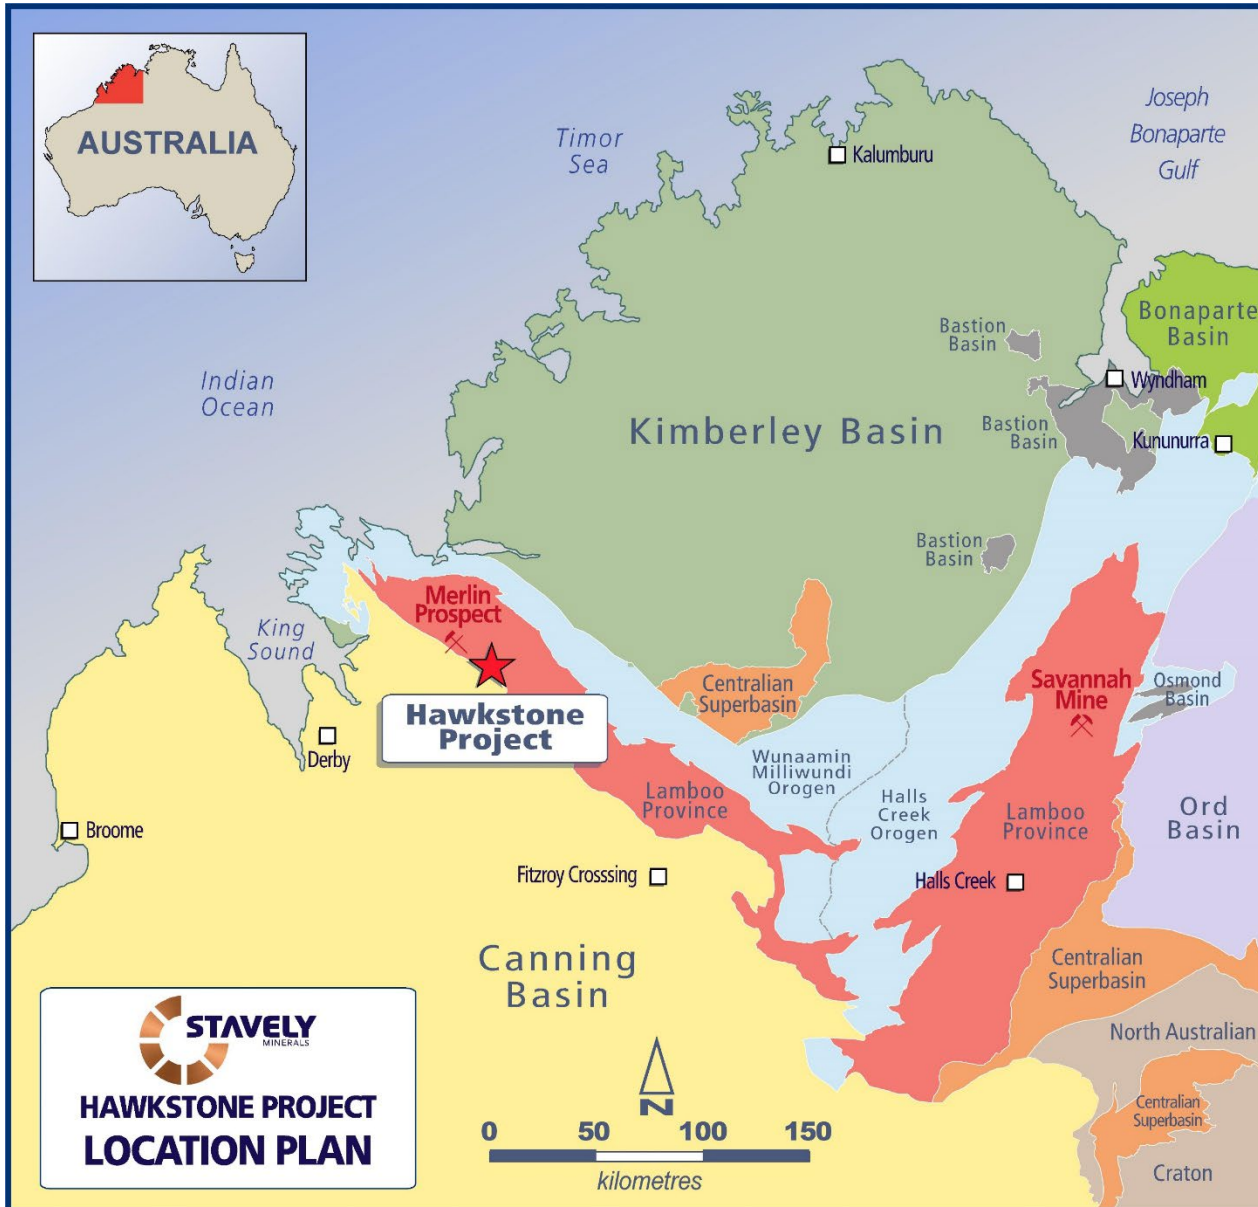 AUSTRALIA
Timor
Sea
Joseph
Bonaparte
Gulf
Kalumburu
Bonaparte
Basin
Bastion
Basin
Indian
Ocean
Wyndham
Kimberley Basin
Bastion
Basin
Kununurra
Bastion
Basin
Merlin
Prospect
King
Sound
Hawkstone
Project
Centralian
Superbasin
Savannah
Mine
Osmond
Basin
Derby
Wunaamin
Milliwundi
Orogen
Lamboo
Province
Halls
Creek
Orogen
Lamboo
Province
Ord
Basin
Broome
Fitzroy Crosssing
Halls Creek
Canning
Basin
Centralian
Superbasin
North Australian
Centralian
Superbasin
Craton
STAVELY
MINERALS
HAWKSTONE PROJECT
LOCATION PLAN
N
0 50 100 150
kilometres